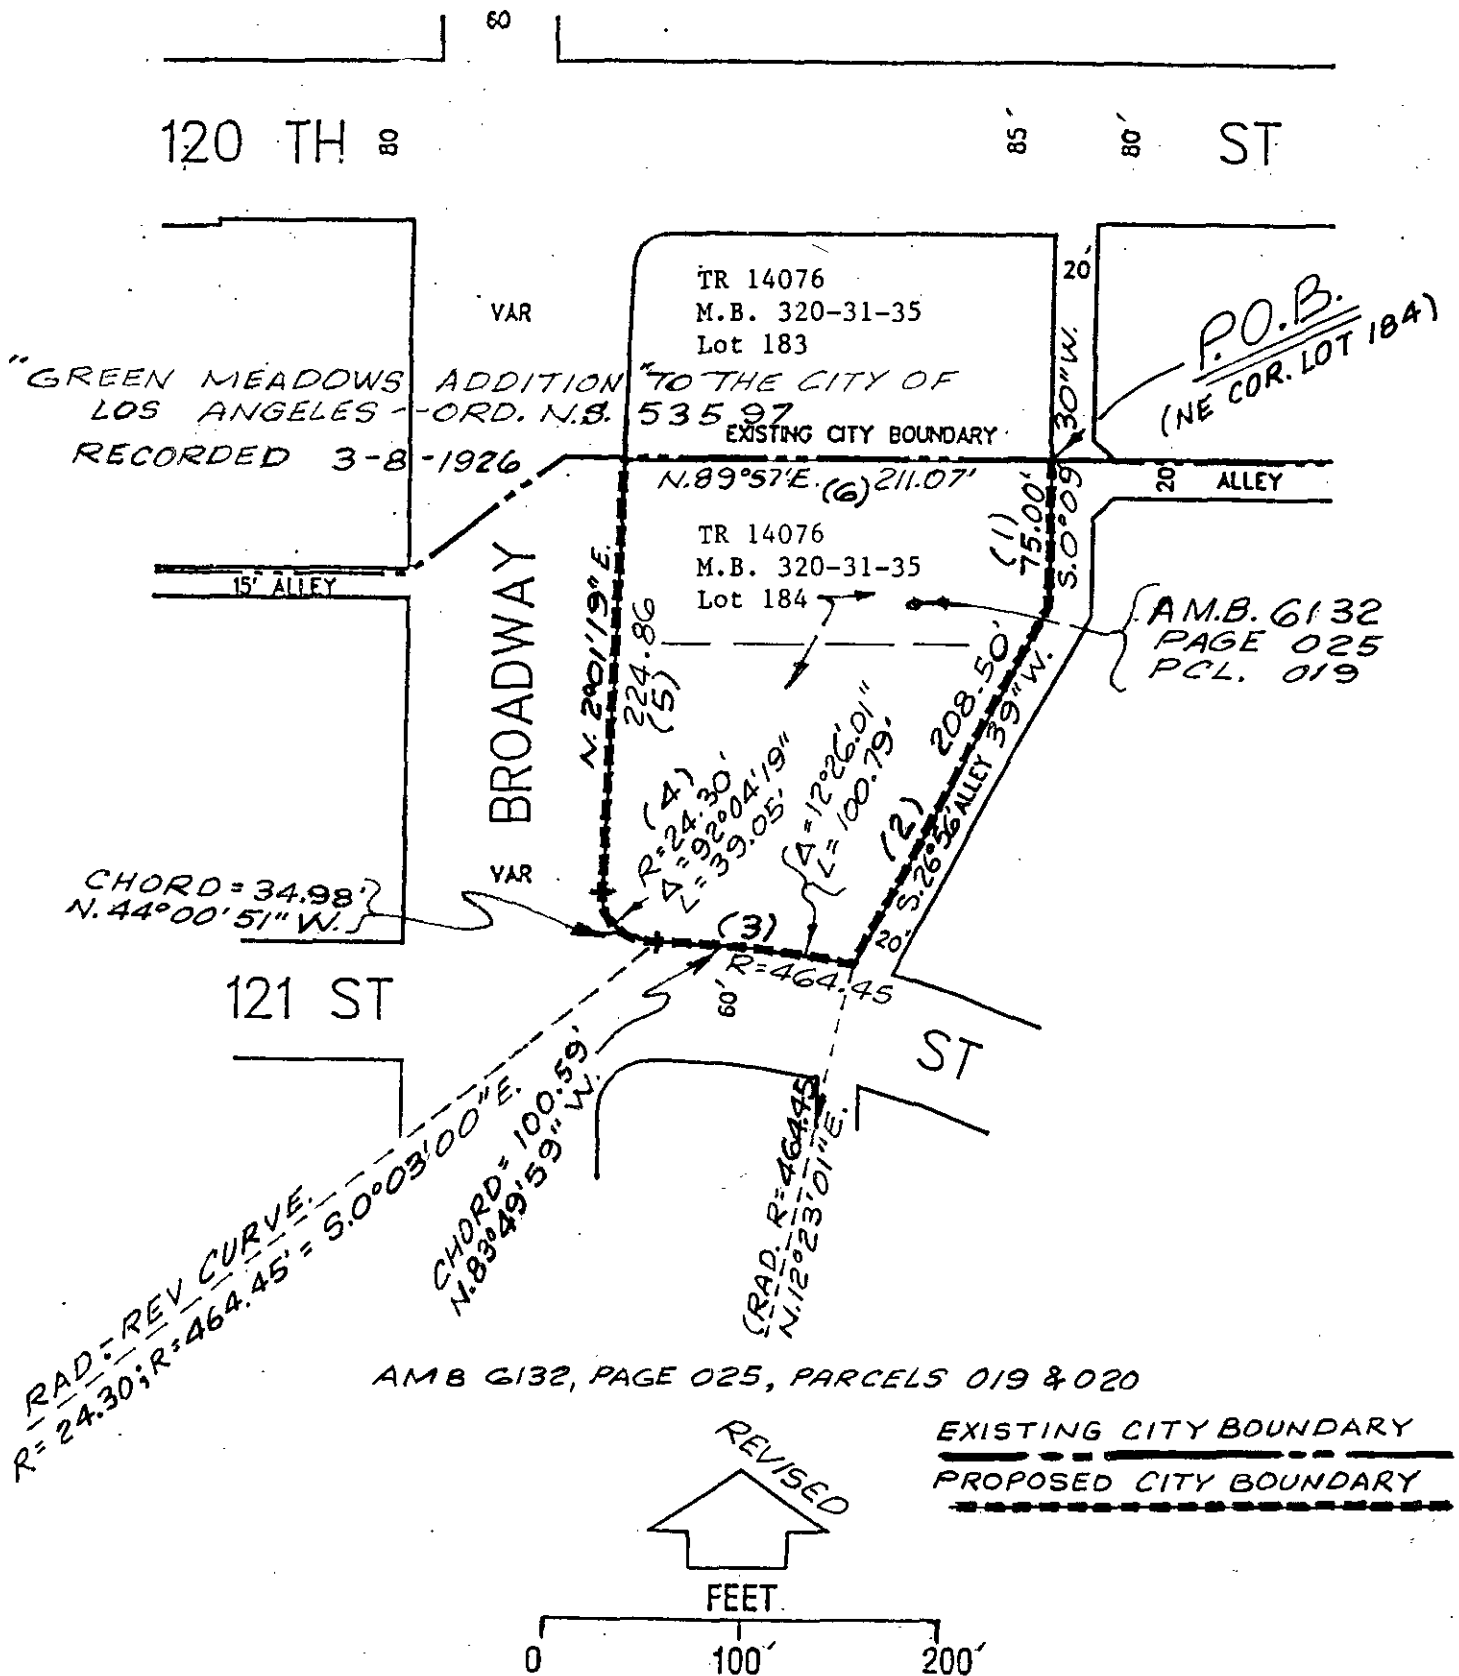 60
120 TH
80
85'
80'
ST
TR 14076
M.B. 320-31-35
Lot 183
20'
VAR
P.O.B.
(NE COR. LOT 184)
"GREEN MEADOWS ADDITION" TO THE CITY OF
LOS ANGELES--ORD. N.S. 53597
RECORDED 3-8-1926
EXISTING CITY BOUNDARY
N.89°57'E. (6) 211.07'
(1)
75.00'
S.0°09'30"W.
20'
ALLEY
15' ALLEY
TR 14076
M.B. 320-31-35
Lot 184
A.M.B. 6132
PAGE 025
PCL. 019
BROADWAY
N.2°01'19"E.
224.86
(5)
(4)
R=24.30'
Δ=92°04'19"
L=39.05'
Δ=12°26'01"
L=100.79'
208.50'
(2)
S.26°56'39"W.
ALLEY
20'
VAR
CHORD=34.98'
N.44°00'51"W.
(3)
R=464.45
60'
121 ST
ST
CHORD=100.59'
N.83°49'59"W.
(RAD. R=464.45
N.12°23'01"E.
RAD.-REV CURVE.
R=24.30; R=464.45'=S.0°03'00"E.
AMB 6132, PAGE 025, PARCELS 019 & 020
EXISTING CITY BOUNDARY
PROPOSED CITY BOUNDARY
REVISED
FEET
0 100' 200'